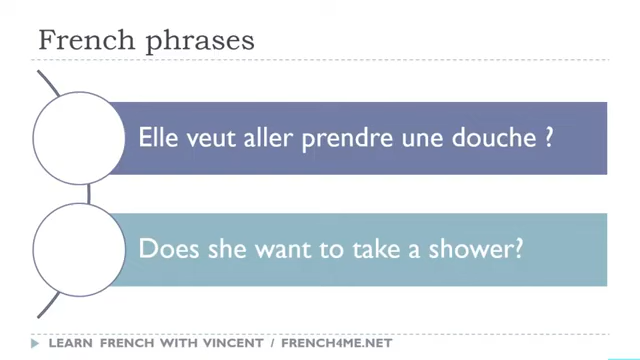 French phrases
Elle veut aller prendre une douche ?
Does she want to take a shower?
LEARN FRENCH WITH VINCENT / FRENCH4ME.NET